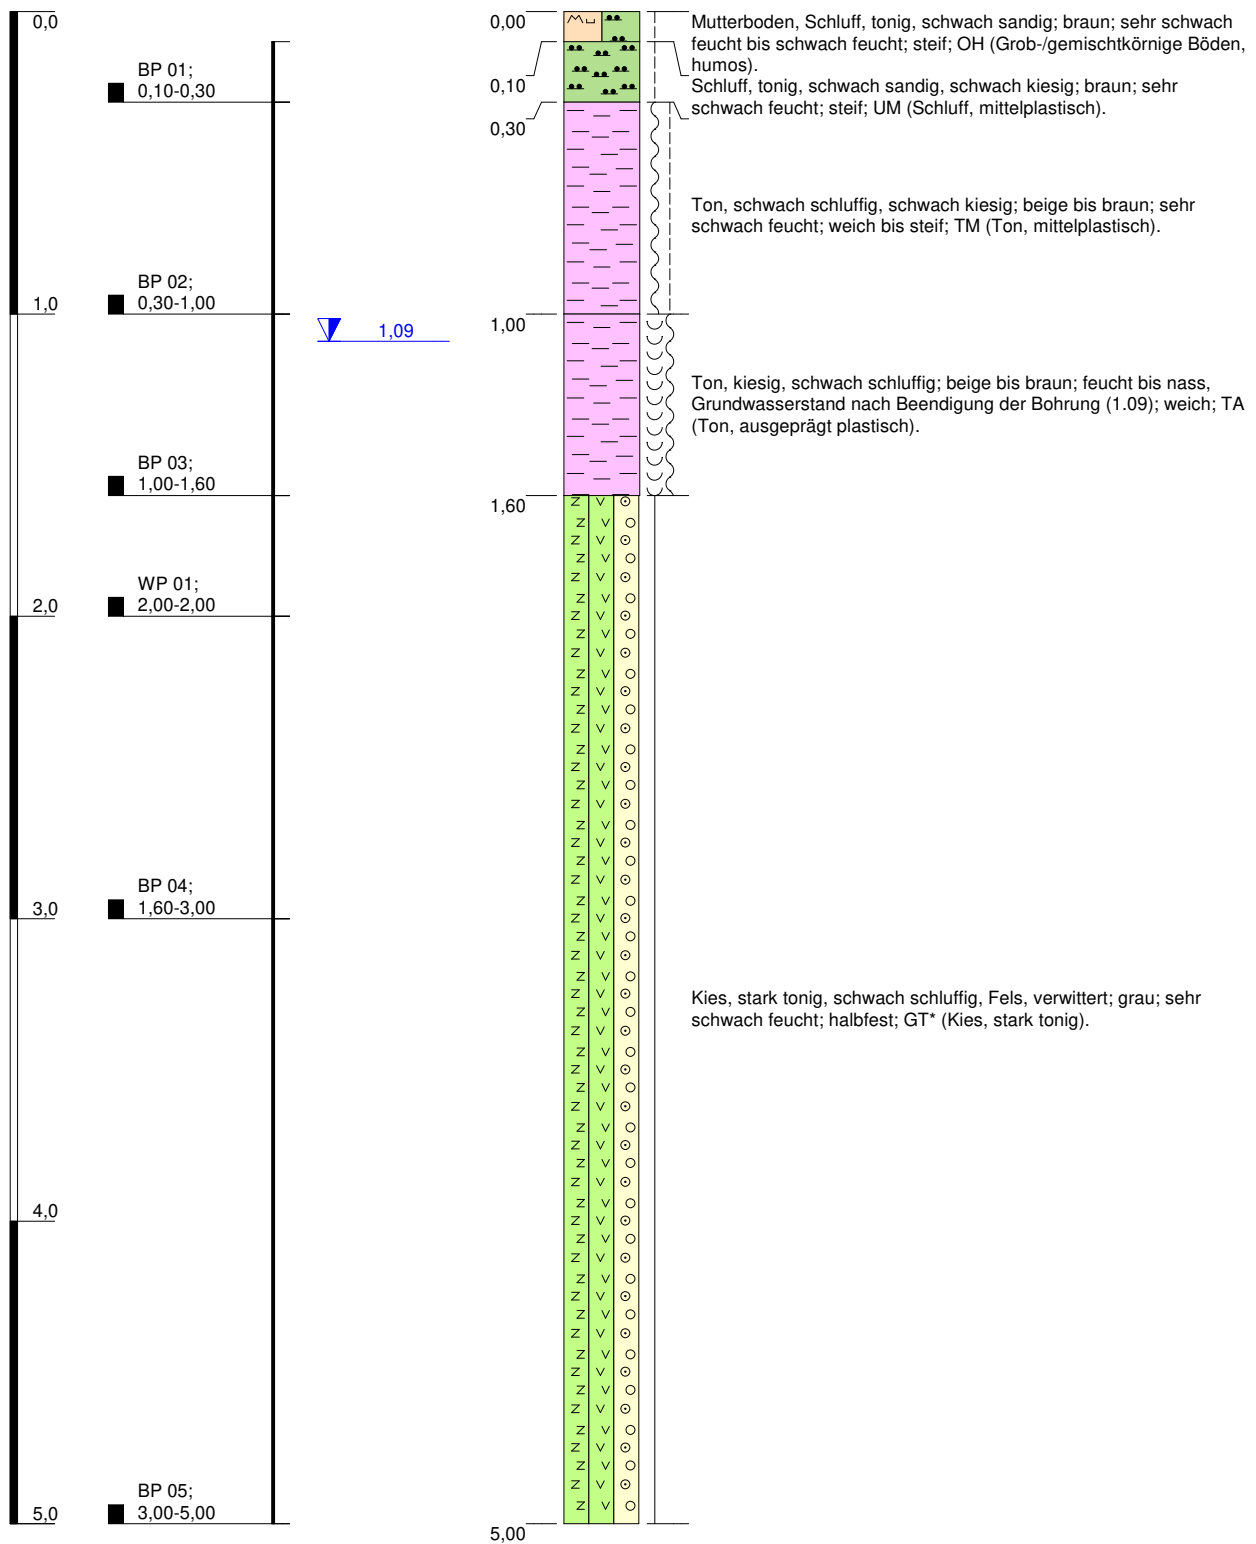 0,0
BP 01;
0,10-0,30
BP 02;
0,30-1,00
1,0
BP 03;
1,00-1,60
WP 01;
2,00-2,00
2,0
BP 04;
1,60-3,00
3,0
4,0
BP 05;
3,00-5,00
5,0
1,09
0,00
0,10
0,30
1,00
1,60
5,00
Mutterboden, Schluff, tonig, schwach sandig; braun; sehr schwach
feucht bis schwach feucht; steif; OH (Grob-/gemischtkörnige Böden,
humos).
Schluff, tonig, schwach sandig, schwach kiesig; braun; sehr
schwach feucht; steif; UM (Schluff, mittelplastisch).
Ton, schwach schluffig, schwach kiesig; beige bis braun; sehr
schwach feucht; weich bis steif; TM (Ton, mittelplastisch).
Ton, kiesig, schwach schluffig; beige bis braun; feucht bis nass,
Grundwasserstand nach Beendigung der Bohrung (1.09); weich; TA
(Ton, ausgeprägt plastisch).
Kies, stark tonig, schwach schluffig, Fels, verwittert; grau; sehr
schwach feucht; halbfest; GT* (Kies, stark tonig).